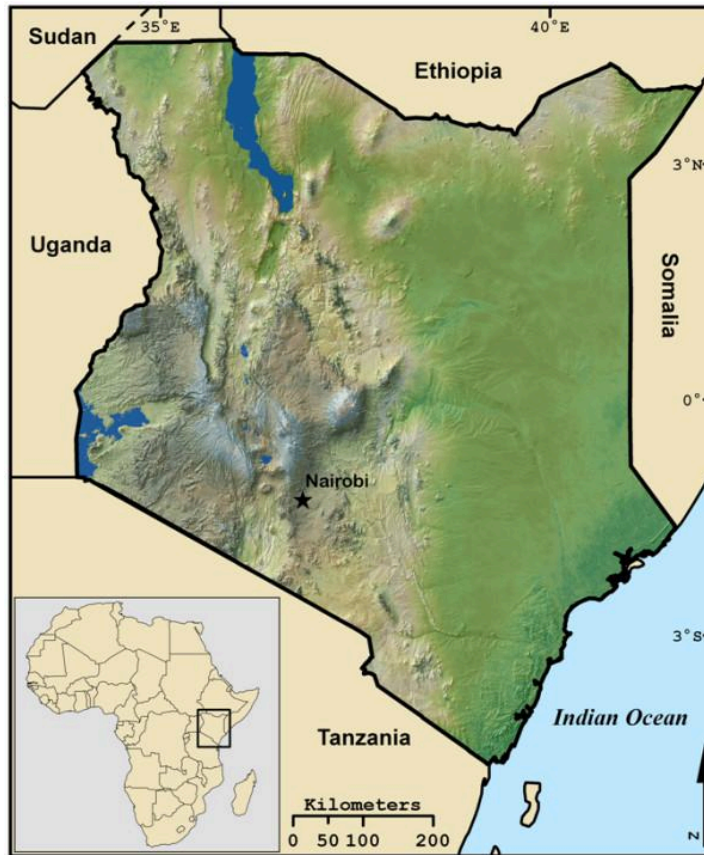 35°E
40°E
Sudan
Ethiopia
3°N
Uganda
Somalia
0°
Nairobi
3°S
Indian Ocean
Tanzania
Kilometers
0 50 100 200
N